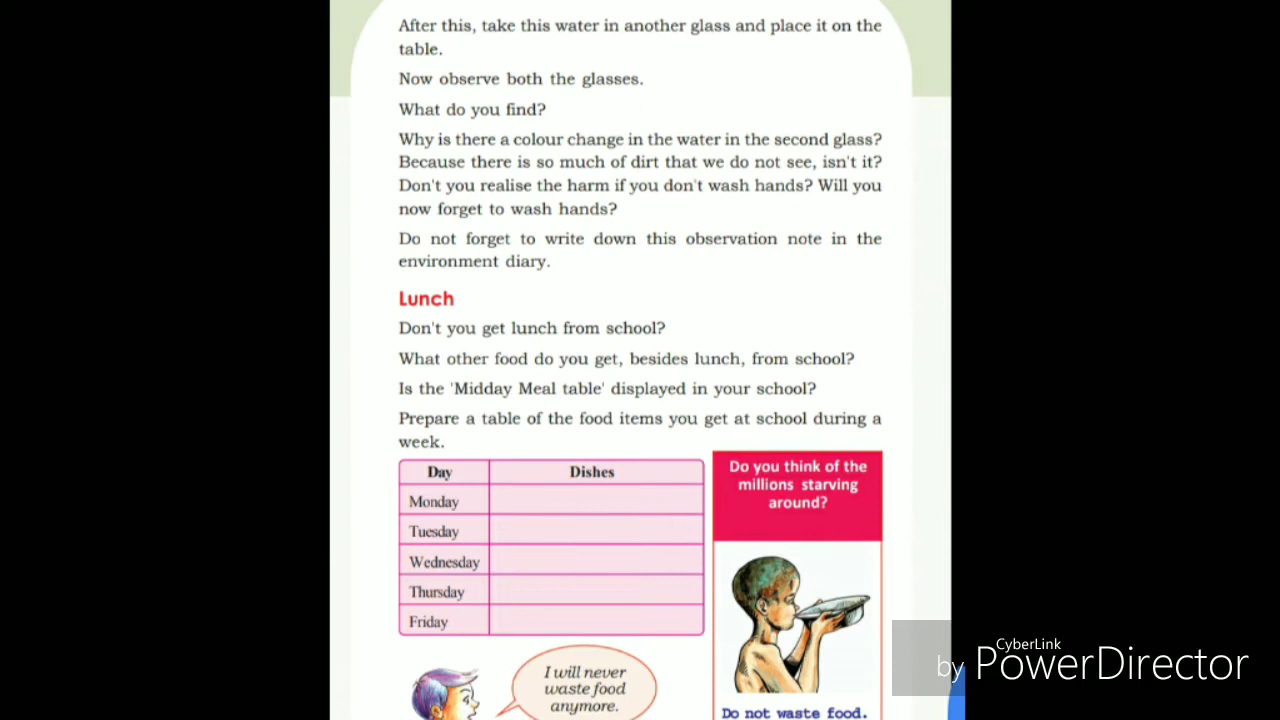 After this, take this water in another glass and place it on the
table.
Now observe both the glasses.
What do you find?
Why is there a colour change in the water in the second glass?
Because there is so much of dirt that we do not see, isn't it?
Don't you realise the harm if you don't wash hands? Will you
now forget to wash hands?
Do not forget to write down this observation note in the
environment diary.
Lunch
Don't you get lunch from school?
What other food do you get, besides lunch, from school?
Is the 'Midday Meal table' displayed in your school?
Prepare a table of the food items you get at school during a
week.
Day Dishes
Monday
Tuesday
Wednesday
Thursday
Friday
I will never
waste food
anymore.
Do you think of the
millions starving
around?
Do not waste food.
CyberLink
by PowerDirector